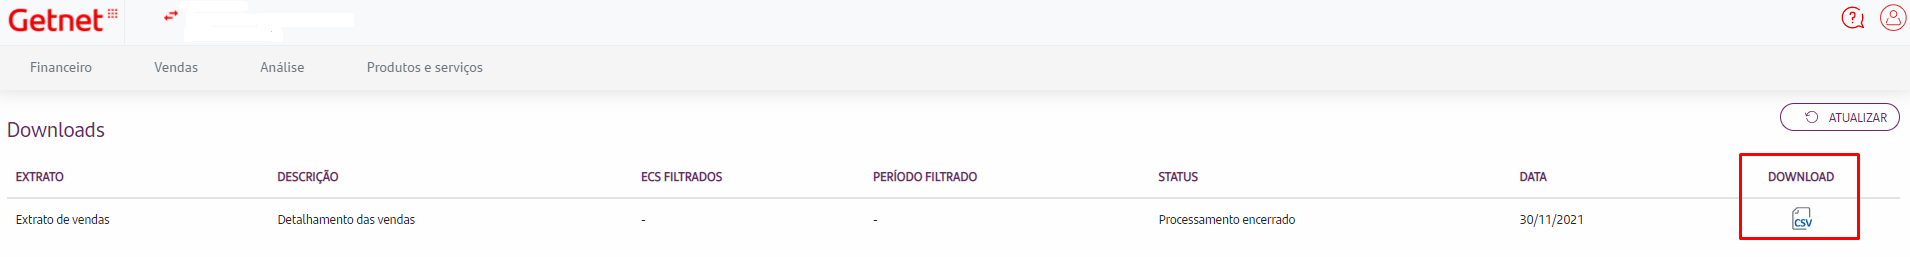 Getnet
Financeiro Vendas Análise Produtos e serviços
ATUALIZAR
Downloads
EXTRATO DESCRIÇÃO ECS FILTRADOS PERÍODO FILTRADO STATUS DATA DOWNLOAD
Extrato de vendas Detalhamento das vendas - - Processamento encerrado 30/11/2021 CSV